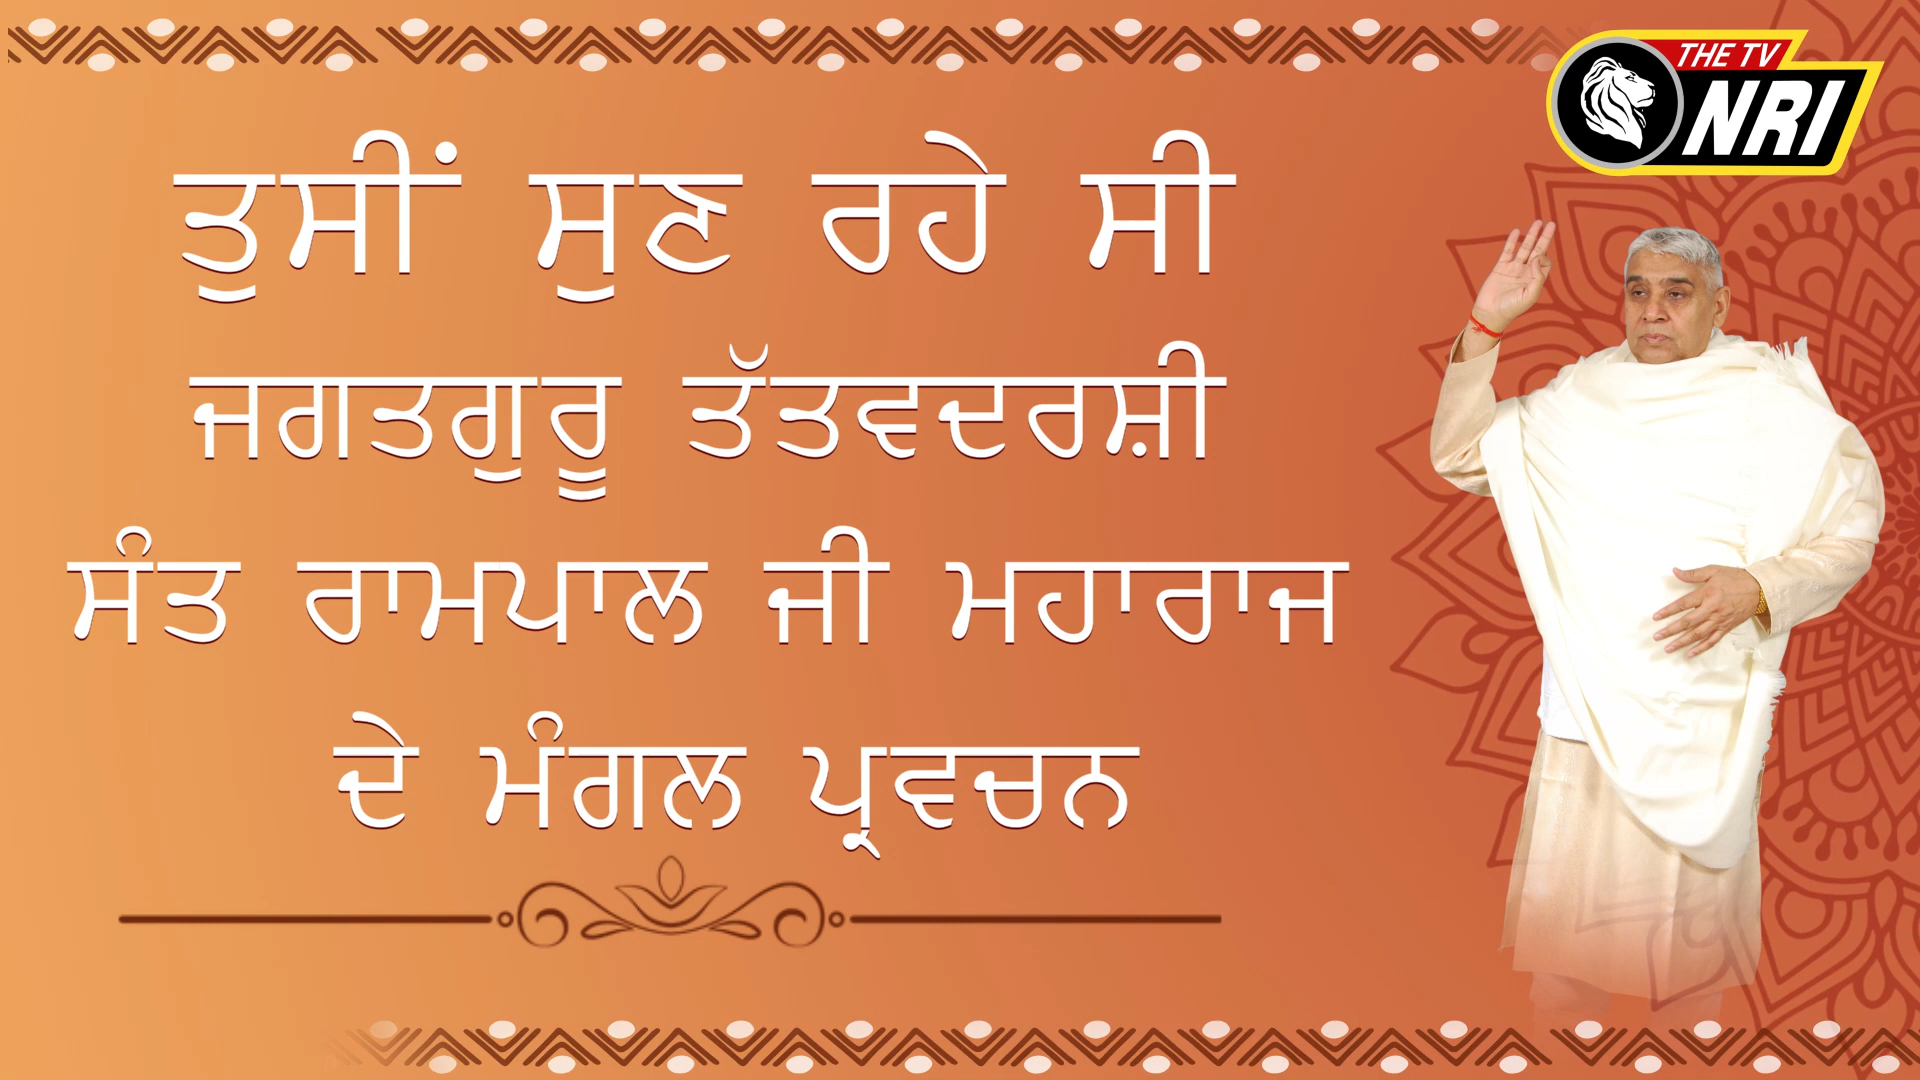 THE TV
NRI
ਤੁਸੀਂ ਸੁਣ ਰਹੇ ਸੀ
ਜਗਤਗੁਰੂ ਤੱਤਵਦਰਸ਼ੀ
ਸੰਤ ਰਾਮਪਾਲ ਜੀ ਮਹਾਰਾਜ
ਦੇ ਮੰਗਲ ਪ੍ਰਵਚਨ